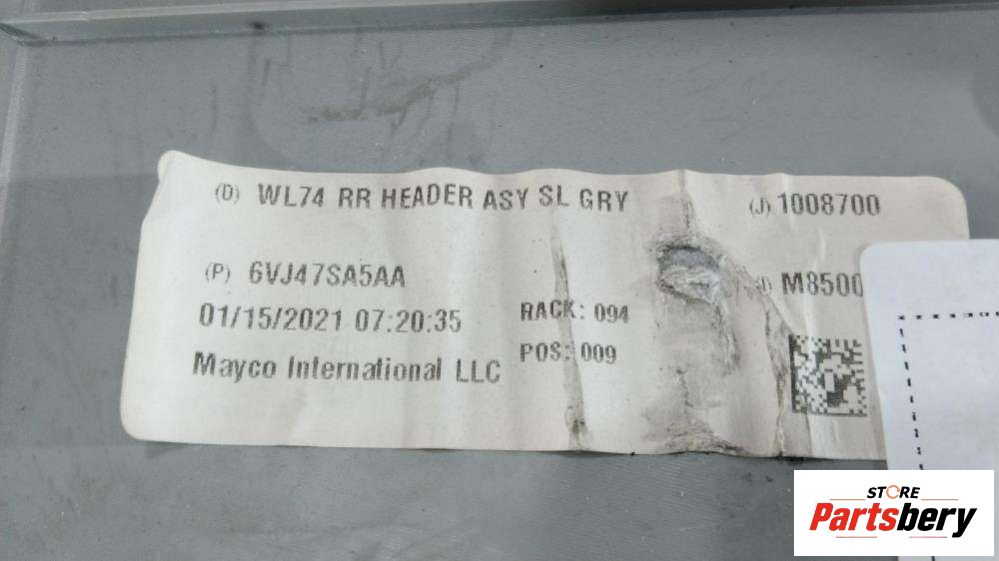 (D) WL74 RR HEADER ASY SL GRY (J) 1008700
(P) 6VJ47SA5AA M8500
01/15/2021 07:20:35 RACK: 094
Mayco International LLC POS: 009
STORE
Partsbery